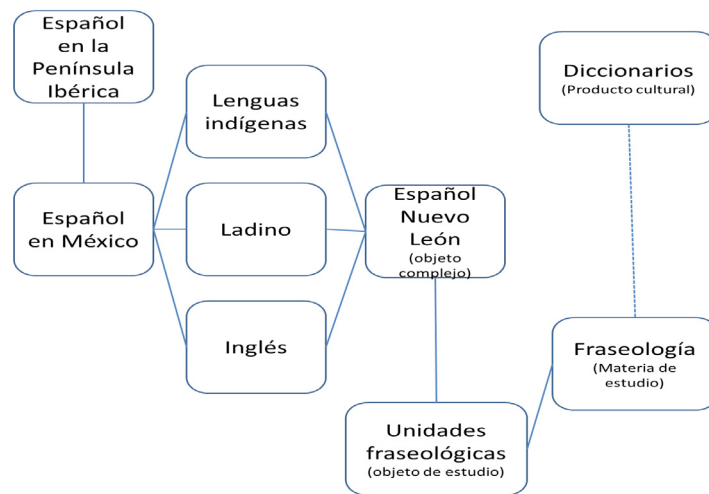 Español
en la
Península
Ibérica
Diccionarios
(Producto cultural)
Lenguas
indígenas
Español
en México
Ladino
Español
Nuevo
León
(objeto
complejo)
Inglés
Fraseología
(Materia de
estudio)
Unidades
fraseológicas
(objeto de estudio)